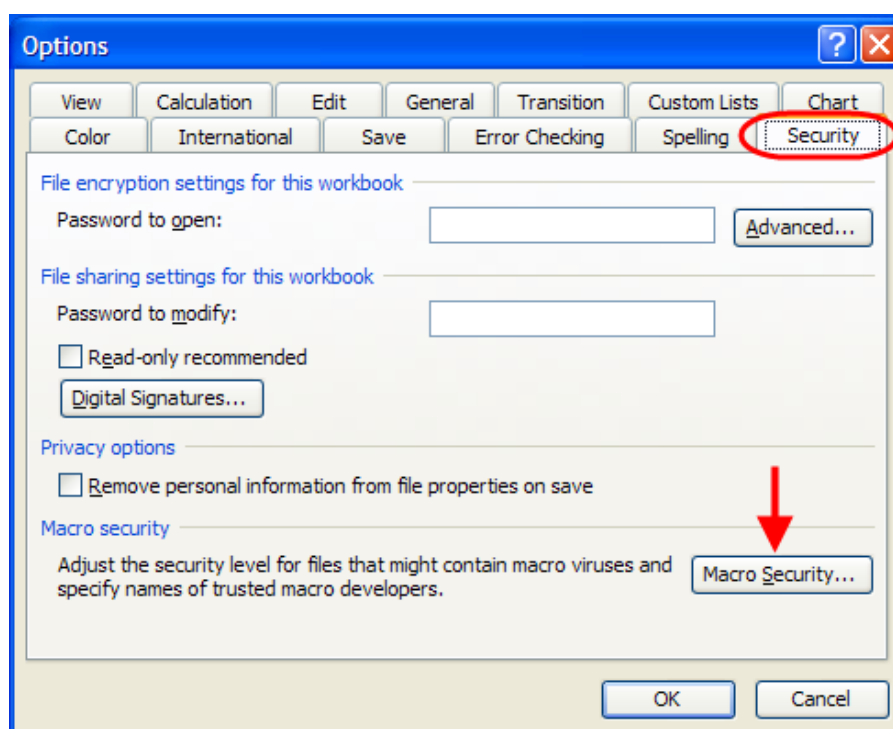 Options
View Calculation Edit General Transition Custom Lists Chart
Color International Save Error Checking Spelling Security
File encryption settings for this workbook
Password to open:
Advanced...
File sharing settings for this workbook
Password to modify:
Read-only recommended
Digital Signatures...
Privacy options
Remove personal information from file properties on save
Macro security
Adjust the security level for files that might contain macro viruses and
specify names of trusted macro developers.
Macro Security...
OK Cancel